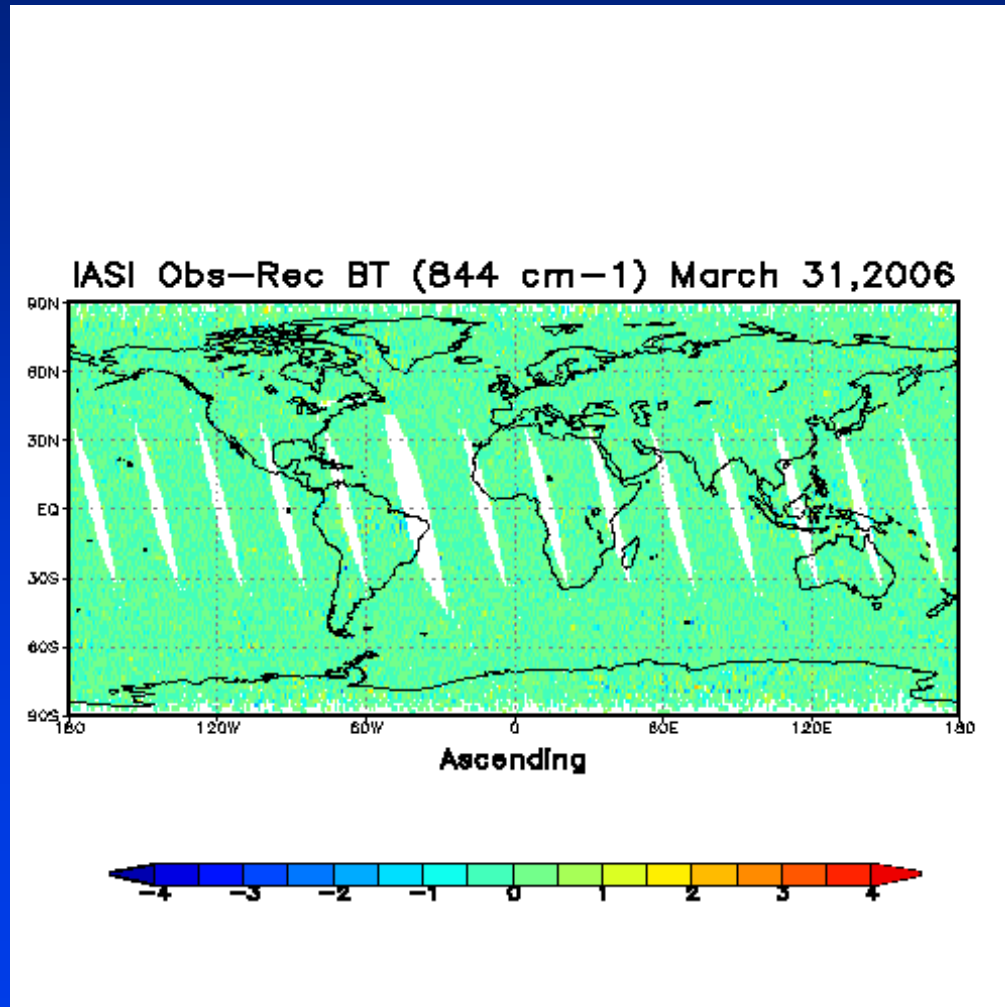 IASI Obs-Rec BT (844 cm-1) March 31,2006
90N
60N
30N
EQ
30S
60S
90S
180 120W 60W 0 60E 120E 180
Ascending
-4 -3 -2 -1 0 1 2 3 4